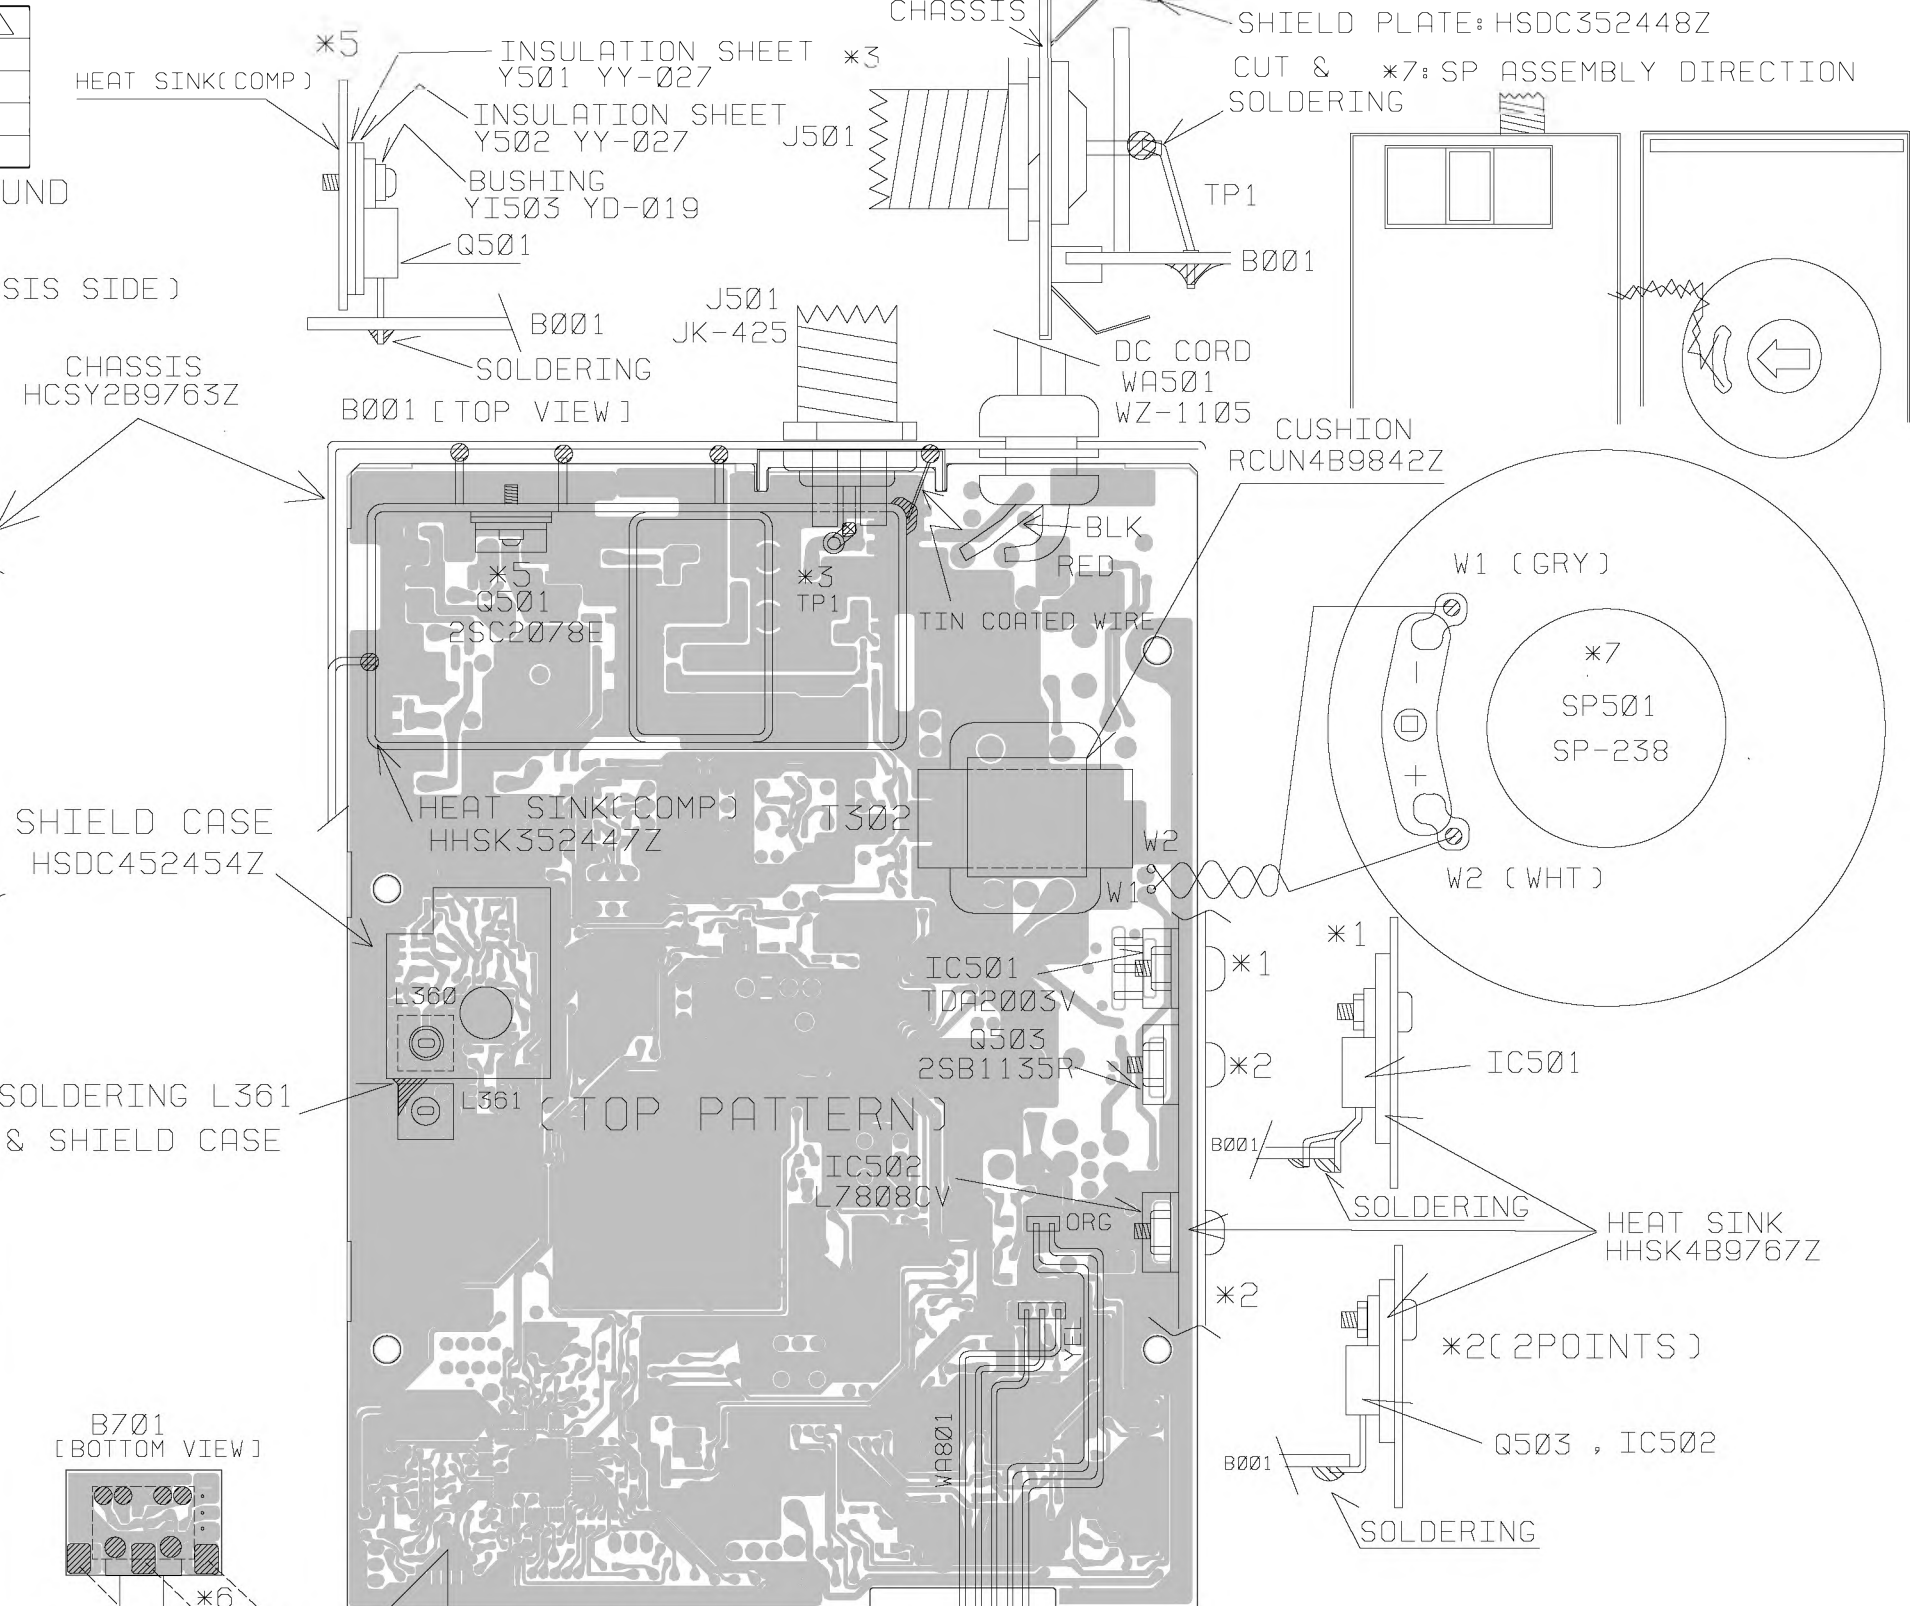 CHASSIS
SHIELD PLATE: HSDC352448Z
*5
INSULATION SHEET
Y501 YY-027
HEAT SINK(COMP)
INSULATION SHEET
Y502 YY-027
BUSHING
YI503 YD-019
Q501
B001
SOLDERING
*3
J501
CUT &
SOLDERING
TP1
B001
*7: SP ASSEMBLY DIRECTION
UND
SIS SIDE)
CHASSIS
HCSY2B9763Z
B001 [TOP VIEW]
J501
JK-425
DC CORD
WA501
WZ-1105
CUSHION
RCUN4B9842Z
BLK
RED
*5
Q501
2SC2078E
*3
TP1
TIN COATED WIRE
W1 (GRY)
-
*7
SP501
SP-238
+
W2 (WHT)
SHIELD CASE
HSDC452454Z
HEAT SINK(COMP)
HHSK352447Z
T302
W2
W1
L360
IC501
TDA2003V
*1
Q503
2SB1135R
*2
*1
IC501
B001
SOLDERING
SOLDERING L361
& SHIELD CASE
L361
(TOP PATTERN)
IC502
L7808CV
ORG
*2
HEAT SINK
HHSK4B9767Z
YEL
WA801
*2(2POINTS)
Q503 , IC502
B001
SOLDERING
B701
[BOTTOM VIEW]
*6